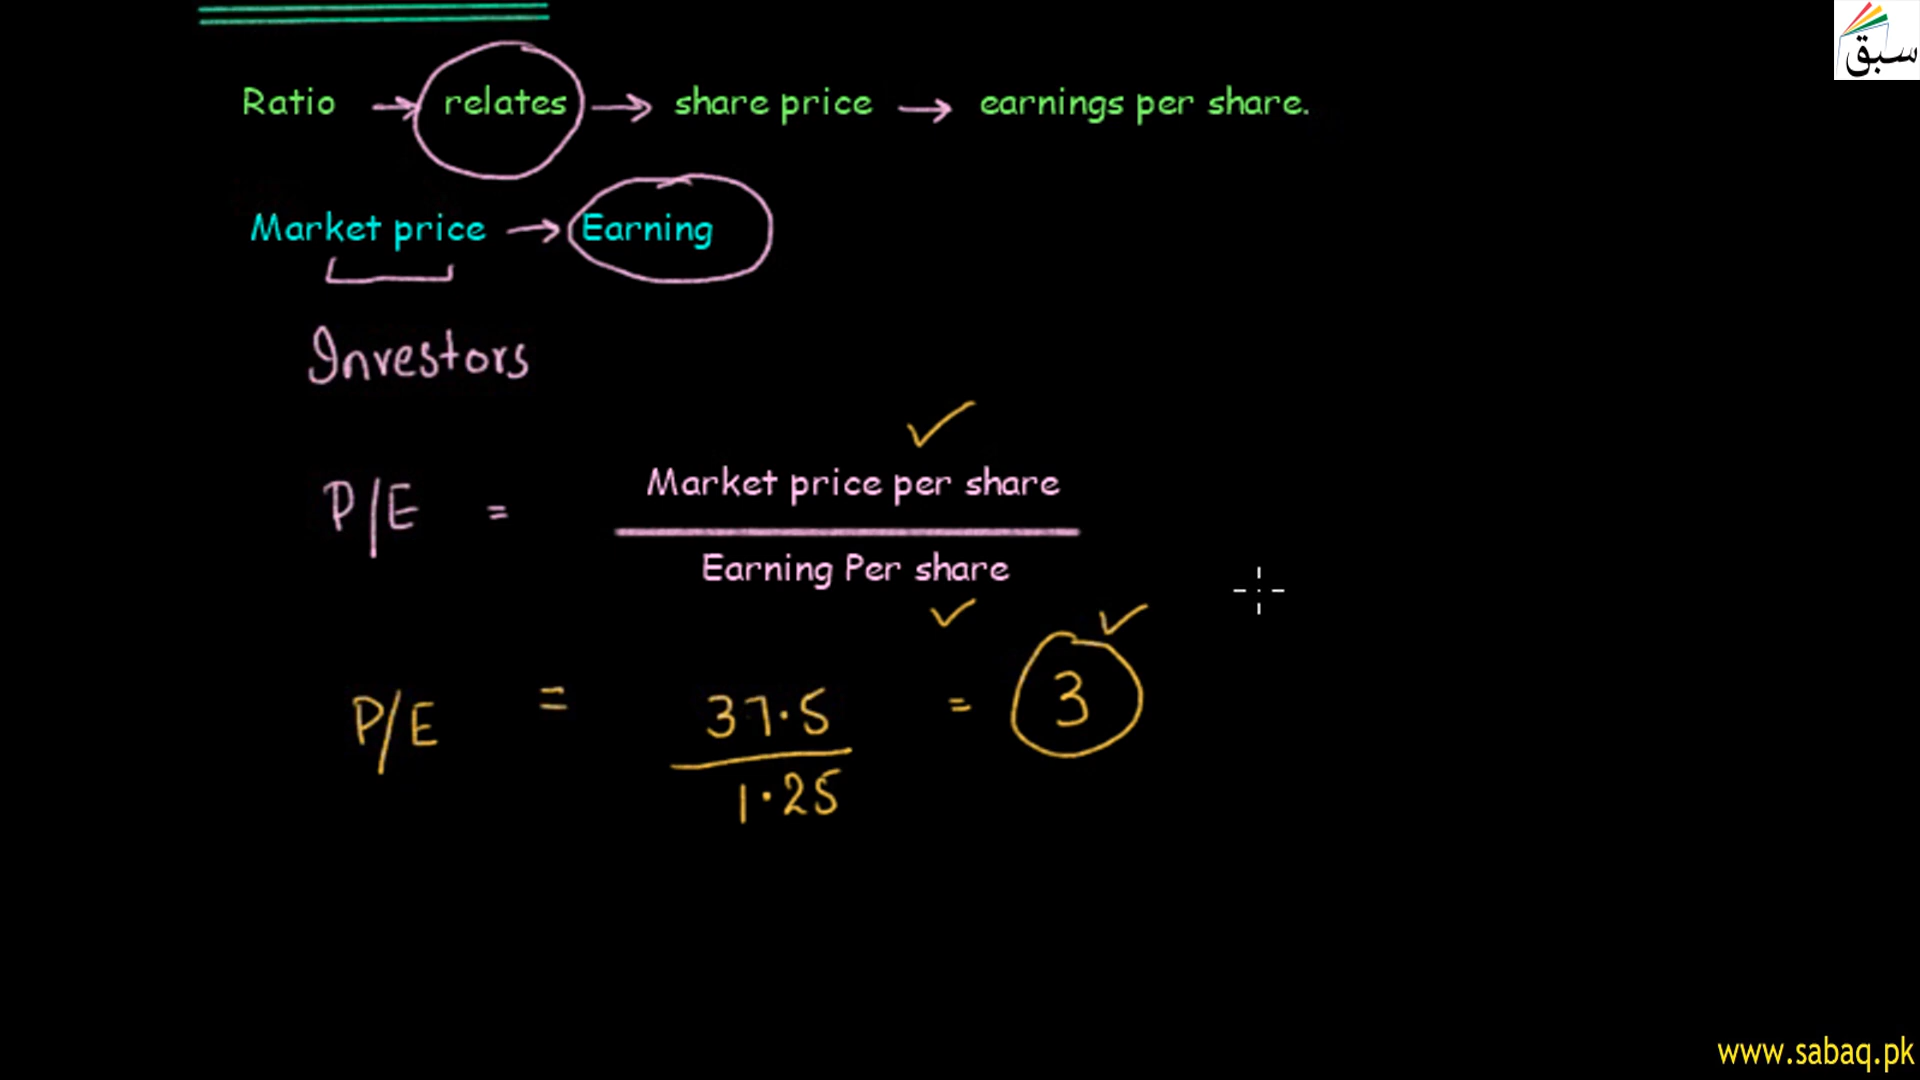 سبق
Ratio → relates → share price → earnings per share.
Market price → Earning
Investors
P/E = Market price per share
Earning Per share
P/E = 37.5 = 3
1.25
www.sabaq.pk